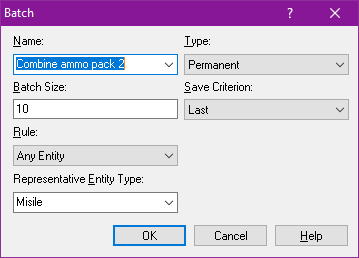 Batch
Name:
Type:
Combine ammo pack 2
Permanent
Batch Size:
Save Criterion:
10
Last
Rule:
Any Entity
Representative Entity Type:
Misile
OK
Cancel
Help